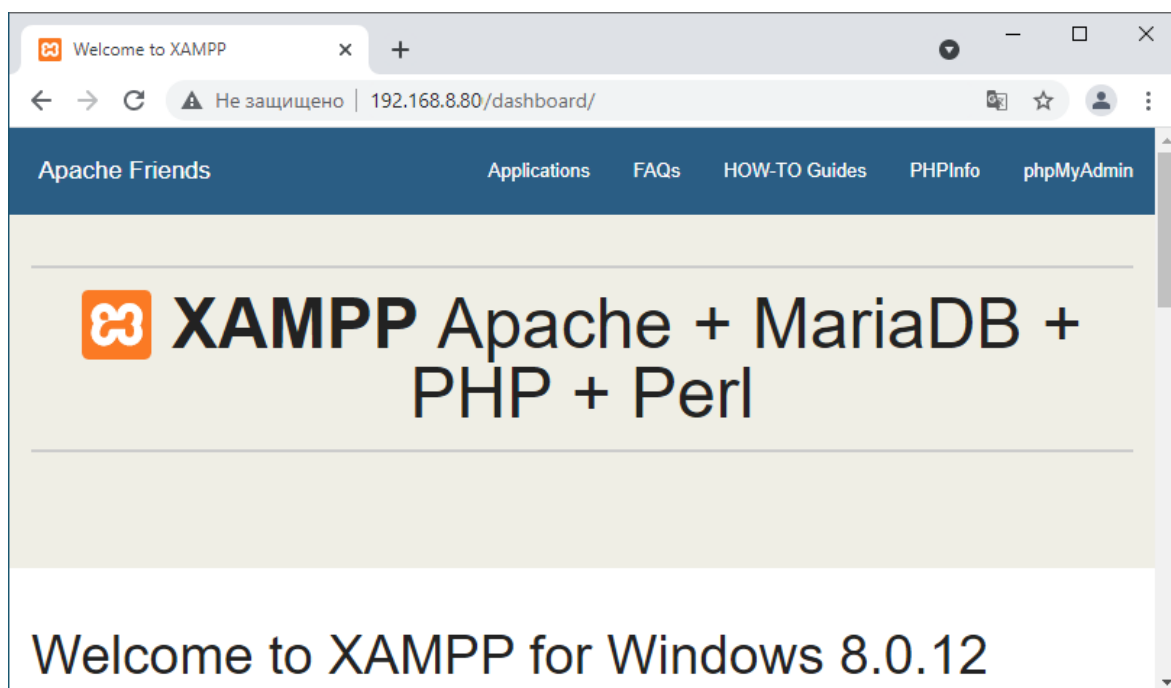 Welcome to XAMPP
Не защищено | 192.168.8.80/dashboard/
Apache Friends Applications FAQs HOW-TO Guides PHPInfo phpMyAdmin
XAMPP Apache + MariaDB +
PHP + Perl
Welcome to XAMPP for Windows 8.0.12